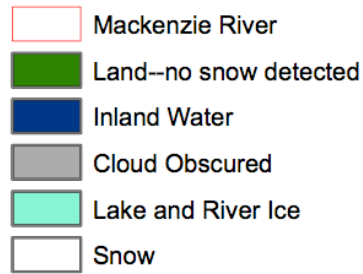 Mackenzie River
Land--no snow detected
Inland Water
Cloud Obscured
Lake and River Ice
Snow